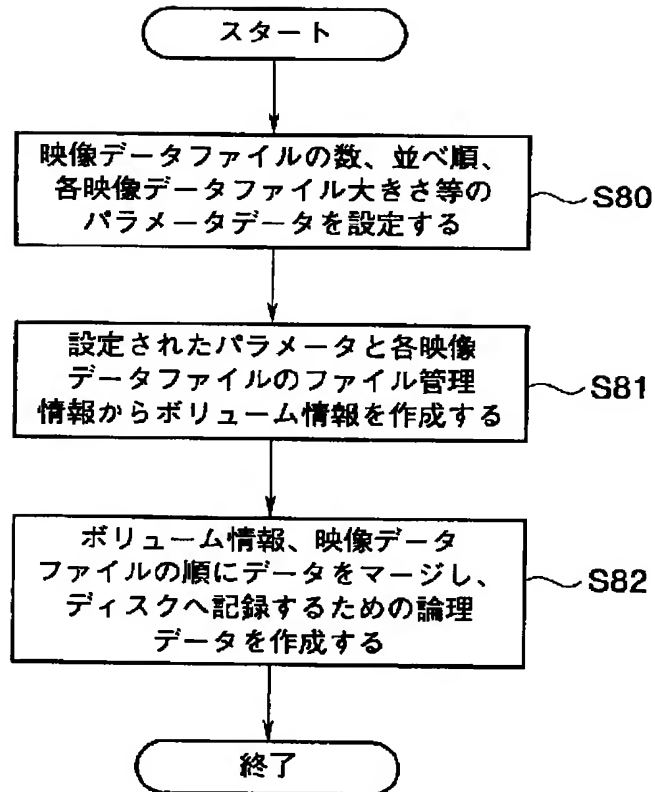 スタート
映像データファイルの数、並べ順、
各映像データファイル大きさ等の
パラメータデータを設定する
S80
設定されたパラメータと各映像
データファイルのファイル管理
情報からボリューム情報を作成する
S81
ボリューム情報、映像データ
ファイルの順にデータをマージし、
ディスクへ記録するための論理
データを作成する
S82
終了